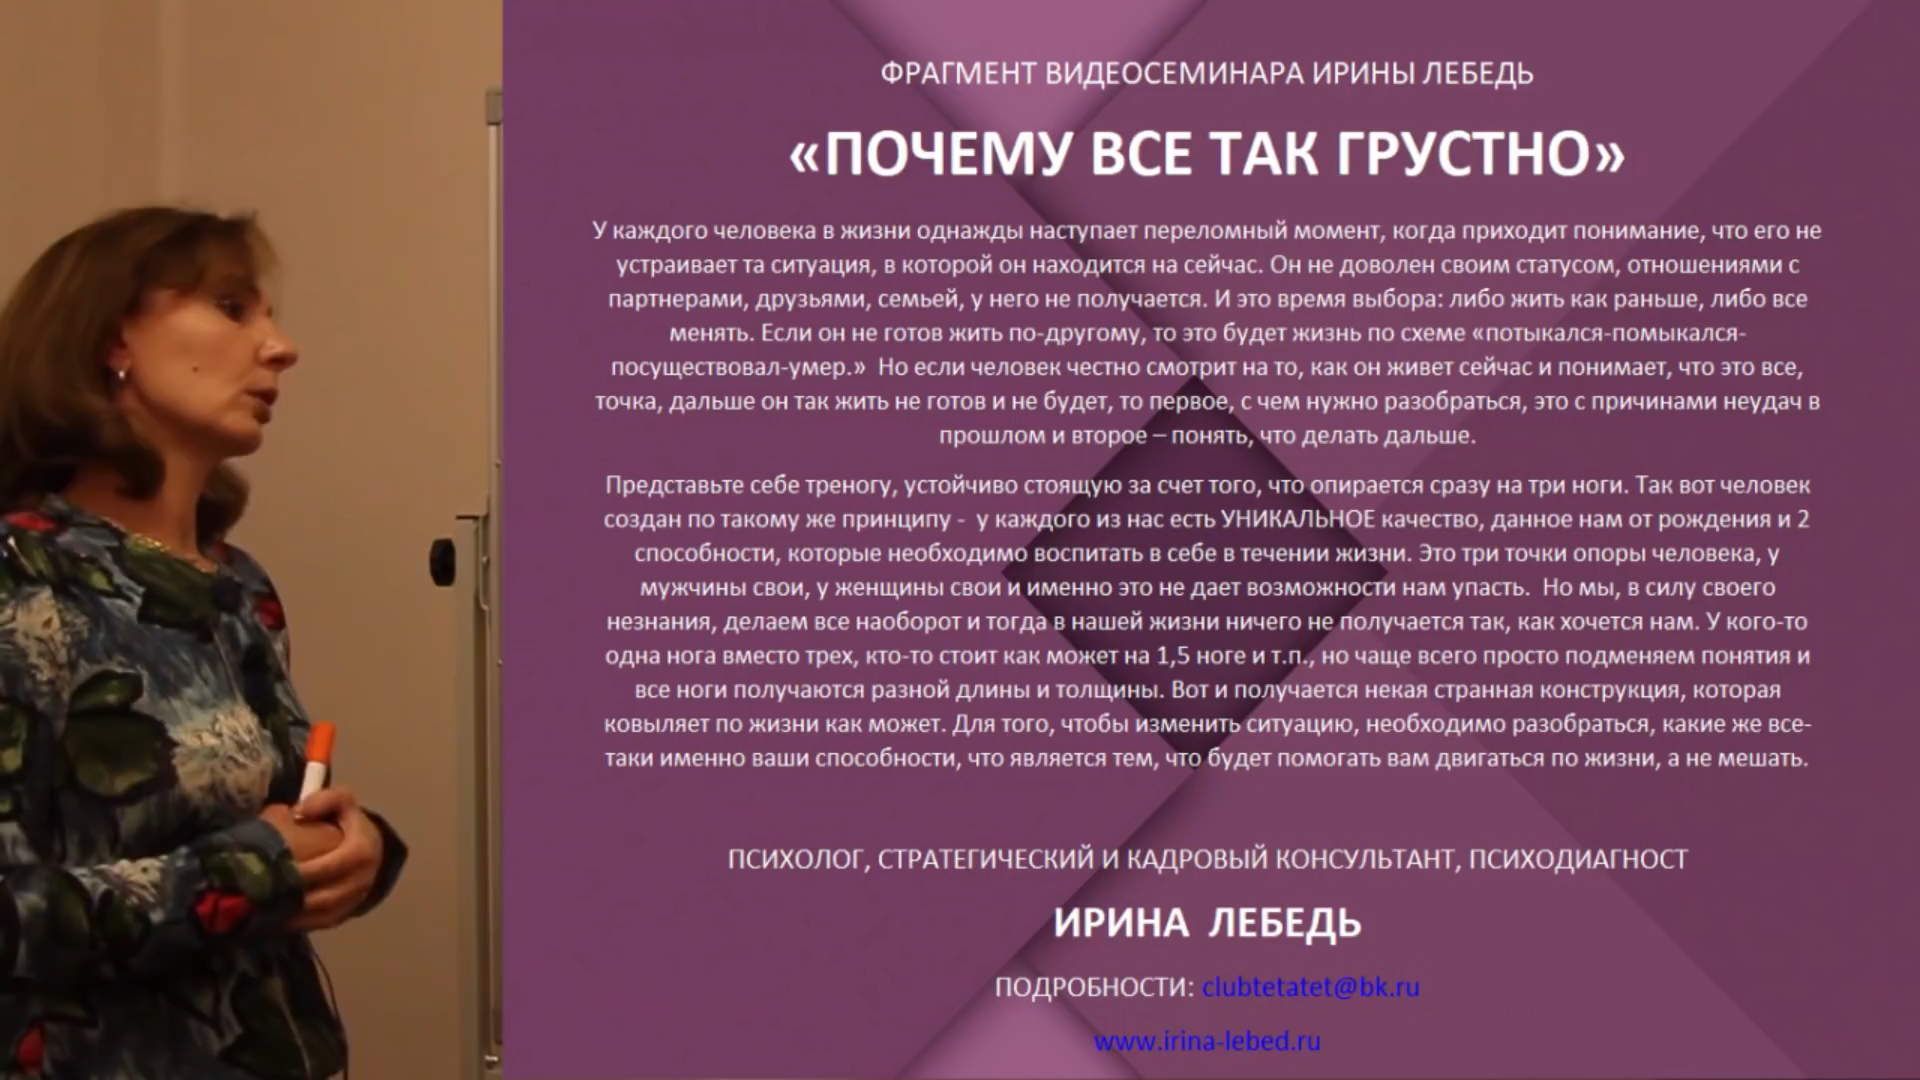 ФРАГМЕНТ ВИДЕОСЕМИНАРА ИРИНЫ ЛЕБЕДЬ
«ПОЧЕМУ ВСЕ ТАК ГРУСТНО»
У каждого человека в жизни однажды наступает переломный момент, когда приходит понимание, что его не
устраивает та ситуация, в которой он находится на сейчас. Он не доволен своим статусом, отношениями с
партнерами, друзьями, семьей, у него не получается. И это время выбора: либо жить как раньше, либо все
менять. Если он не готов жить по-другому, то это будет жизнь по схеме «потыкался-помыкался-
посуществовал-умер.» Но если человек честно смотрит на то, как он живет сейчас и понимает, что это все,
точка, дальше он так жить не готов и не будет, то первое, с чем нужно разобраться, это с причинами неудач в
прошлом и второе – понять, что делать дальше.
Представьте себе треногу, устойчиво стоящую за счет того, что опирается сразу на три ноги. Так вот человек
создан по такому же принципу - у каждого из нас есть УНИКАЛЬНОЕ качество, данное нам от рождения и 2
способности, которые необходимо воспитать в себе в течении жизни. Это три точки опоры человека, у
мужчины свои, у женщины свои и именно это не дает возможности нам упасть. Но мы, в силу своего
незнания, делаем все наоборот и тогда в нашей жизни ничего не получается так, как хочется нам. У кого-то
одна нога вместо трех, кто-то стоит как может на 1,5 ноге и т.п., но чаще всего просто подменяем понятия и
все ноги получаются разной длины и толщины. Вот и получается некая странная конструкция, которая
ковыляет по жизни как может. Для того, чтобы изменить ситуацию, необходимо разобраться, какие же все-
таки именно ваши способности, что является тем, что будет помогать вам двигаться по жизни, а не мешать.
ПСИХОЛОГ, СТРАТЕГИЧЕСКИЙ И КАДРОВЫЙ КОНСУЛЬТАНТ, ПСИХОДИАГНОСТ
ИРИНА ЛЕБЕДЬ
ПОДРОБНОСТИ: clubtetatet@bk.ru
www.irina-lebed.ru